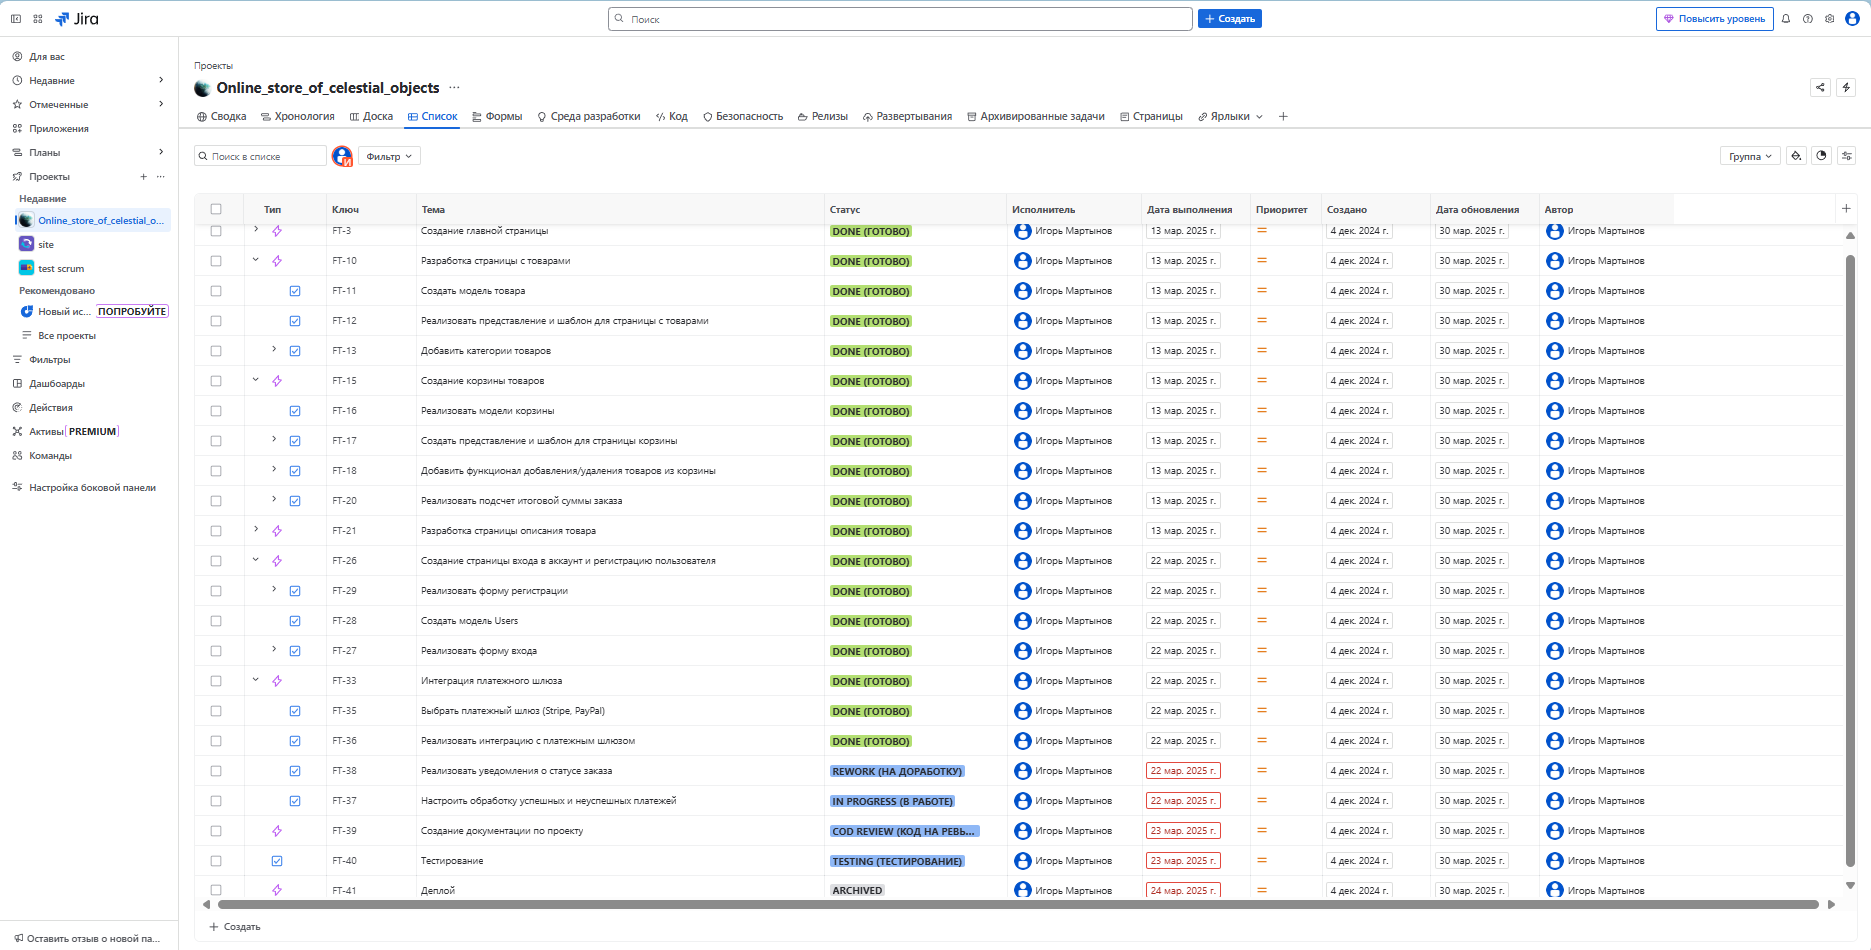 Jira
Поиск
Создать
Повысить уровень
Для вас
Недавние
Отмеченные
Приложения
Планы
Проекты
Недавние
Online_store_of_celestial_o...
site
test scrum
Рекомендовано
Новый ис... ПОПРОБУЙТЕ
Все проекты
Фильтры
Дашбоарды
Действия
Активы PREMIUM
Команды
Настройка боковой панели
Оставить отзыв о новой па...
Проекты
Online_store_of_celestial_objects
Сводка Хронология Доска Список Формы Среда разработки Код Безопасность Релизы Развертывания Архивированные задачи Страницы Ярлыки
Поиск в списке И Фильтр Группа
Тип Ключ Тема Статус Исполнитель Дата выполнения Приоритет Создано Дата обновления Автор
FT-3 Создание главной страницы DONE (ГОТОВО) Игорь Мартынов 13 мар. 2025 г. 4 дек. 2024 г. 30 мар. 2025 г. Игорь Мартынов
FT-10 Разработка страницы с товарами DONE (ГОТОВО) Игорь Мартынов 13 мар. 2025 г. 4 дек. 2024 г. 30 мар. 2025 г. Игорь Мартынов
FT-11 Создать модель товара DONE (ГОТОВО) Игорь Мартынов 13 мар. 2025 г. 4 дек. 2024 г. 30 мар. 2025 г. Игорь Мартынов
FT-12 Реализовать представление и шаблон для страницы с товарами DONE (ГОТОВО) Игорь Мартынов 13 мар. 2025 г. 4 дек. 2024 г. 30 мар. 2025 г. Игорь Мартынов
FT-13 Добавить категории товаров DONE (ГОТОВО) Игорь Мартынов 13 мар. 2025 г. 4 дек. 2024 г. 30 мар. 2025 г. Игорь Мартынов
FT-15 Создание корзины товаров DONE (ГОТОВО) Игорь Мартынов 13 мар. 2025 г. 4 дек. 2024 г. 30 мар. 2025 г. Игорь Мартынов
FT-16 Реализовать модели корзины DONE (ГОТОВО) Игорь Мартынов 13 мар. 2025 г. 4 дек. 2024 г. 30 мар. 2025 г. Игорь Мартынов
FT-17 Создать представление и шаблон для страницы корзины DONE (ГОТОВО) Игорь Мартынов 13 мар. 2025 г. 4 дек. 2024 г. 30 мар. 2025 г. Игорь Мартынов
FT-18 Добавить функционал добавления/удаления товаров из корзины DONE (ГОТОВО) Игорь Мартынов 13 мар. 2025 г. 4 дек. 2024 г. 30 мар. 2025 г. Игорь Мартынов
FT-20 Реализовать подсчет итоговой суммы заказа DONE (ГОТОВО) Игорь Мартынов 13 мар. 2025 г. 4 дек. 2024 г. 30 мар. 2025 г. Игорь Мартынов
FT-21 Разработка страницы описания товара DONE (ГОТОВО) Игорь Мартынов 13 мар. 2025 г. 4 дек. 2024 г. 30 мар. 2025 г. Игорь Мартынов
FT-26 Создание страницы входа в аккаунт и регистрацию пользователя DONE (ГОТОВО) Игорь Мартынов 22 мар. 2025 г. 4 дек. 2024 г. 30 мар. 2025 г. Игорь Мартынов
FT-29 Реализовать форму регистрации DONE (ГОТОВО) Игорь Мартынов 22 мар. 2025 г. 4 дек. 2024 г. 30 мар. 2025 г. Игорь Мартынов
FT-28 Создать модель Users DONE (ГОТОВО) Игорь Мартынов 22 мар. 2025 г. 4 дек. 2024 г. 30 мар. 2025 г. Игорь Мартынов
FT-27 Реализовать форму входа DONE (ГОТОВО) Игорь Мартынов 22 мар. 2025 г. 4 дек. 2024 г. 30 мар. 2025 г. Игорь Мартынов
FT-33 Интеграция платежного шлюза DONE (ГОТОВО) Игорь Мартынов 22 мар. 2025 г. 4 дек. 2024 г. 30 мар. 2025 г. Игорь Мартынов
FT-35 Выбрать платежный шлюз (Stripe, PayPal) DONE (ГОТОВО) Игорь Мартынов 22 мар. 2025 г. 4 дек. 2024 г. 30 мар. 2025 г. Игорь Мартынов
FT-36 Реализовать интеграцию с платежным шлюзом DONE (ГОТОВО) Игорь Мартынов 22 мар. 2025 г. 4 дек. 2024 г. 30 мар. 2025 г. Игорь Мартынов
FT-38 Реализовать уведомления о статусе заказа REWORK (НА ДОРАБОТКУ) Игорь Мартынов 22 мар. 2025 г. 4 дек. 2024 г. 30 мар. 2025 г. Игорь Мартынов
FT-37 Настроить обработку успешных и неуспешных платежей IN PROGRESS (В РАБОТЕ) Игорь Мартынов 22 мар. 2025 г. 4 дек. 2024 г. 30 мар. 2025 г. Игорь Мартынов
FT-39 Создание документации по проекту COD REVIEW (КОД НА РЕВЬ... Игорь Мартынов 23 мар. 2025 г. 4 дек. 2024 г. 30 мар. 2025 г. Игорь Мартынов
FT-40 Тестирование TESTING (ТЕСТИРОВАНИЕ) Игорь Мартынов 23 мар. 2025 г. 4 дек. 2024 г. 30 мар. 2025 г. Игорь Мартынов
FT-41 Деплой ARCHIVED Игорь Мартынов 24 мар. 2025 г. 4 дек. 2024 г. 30 мар. 2025 г. Игорь Мартынов
Создать